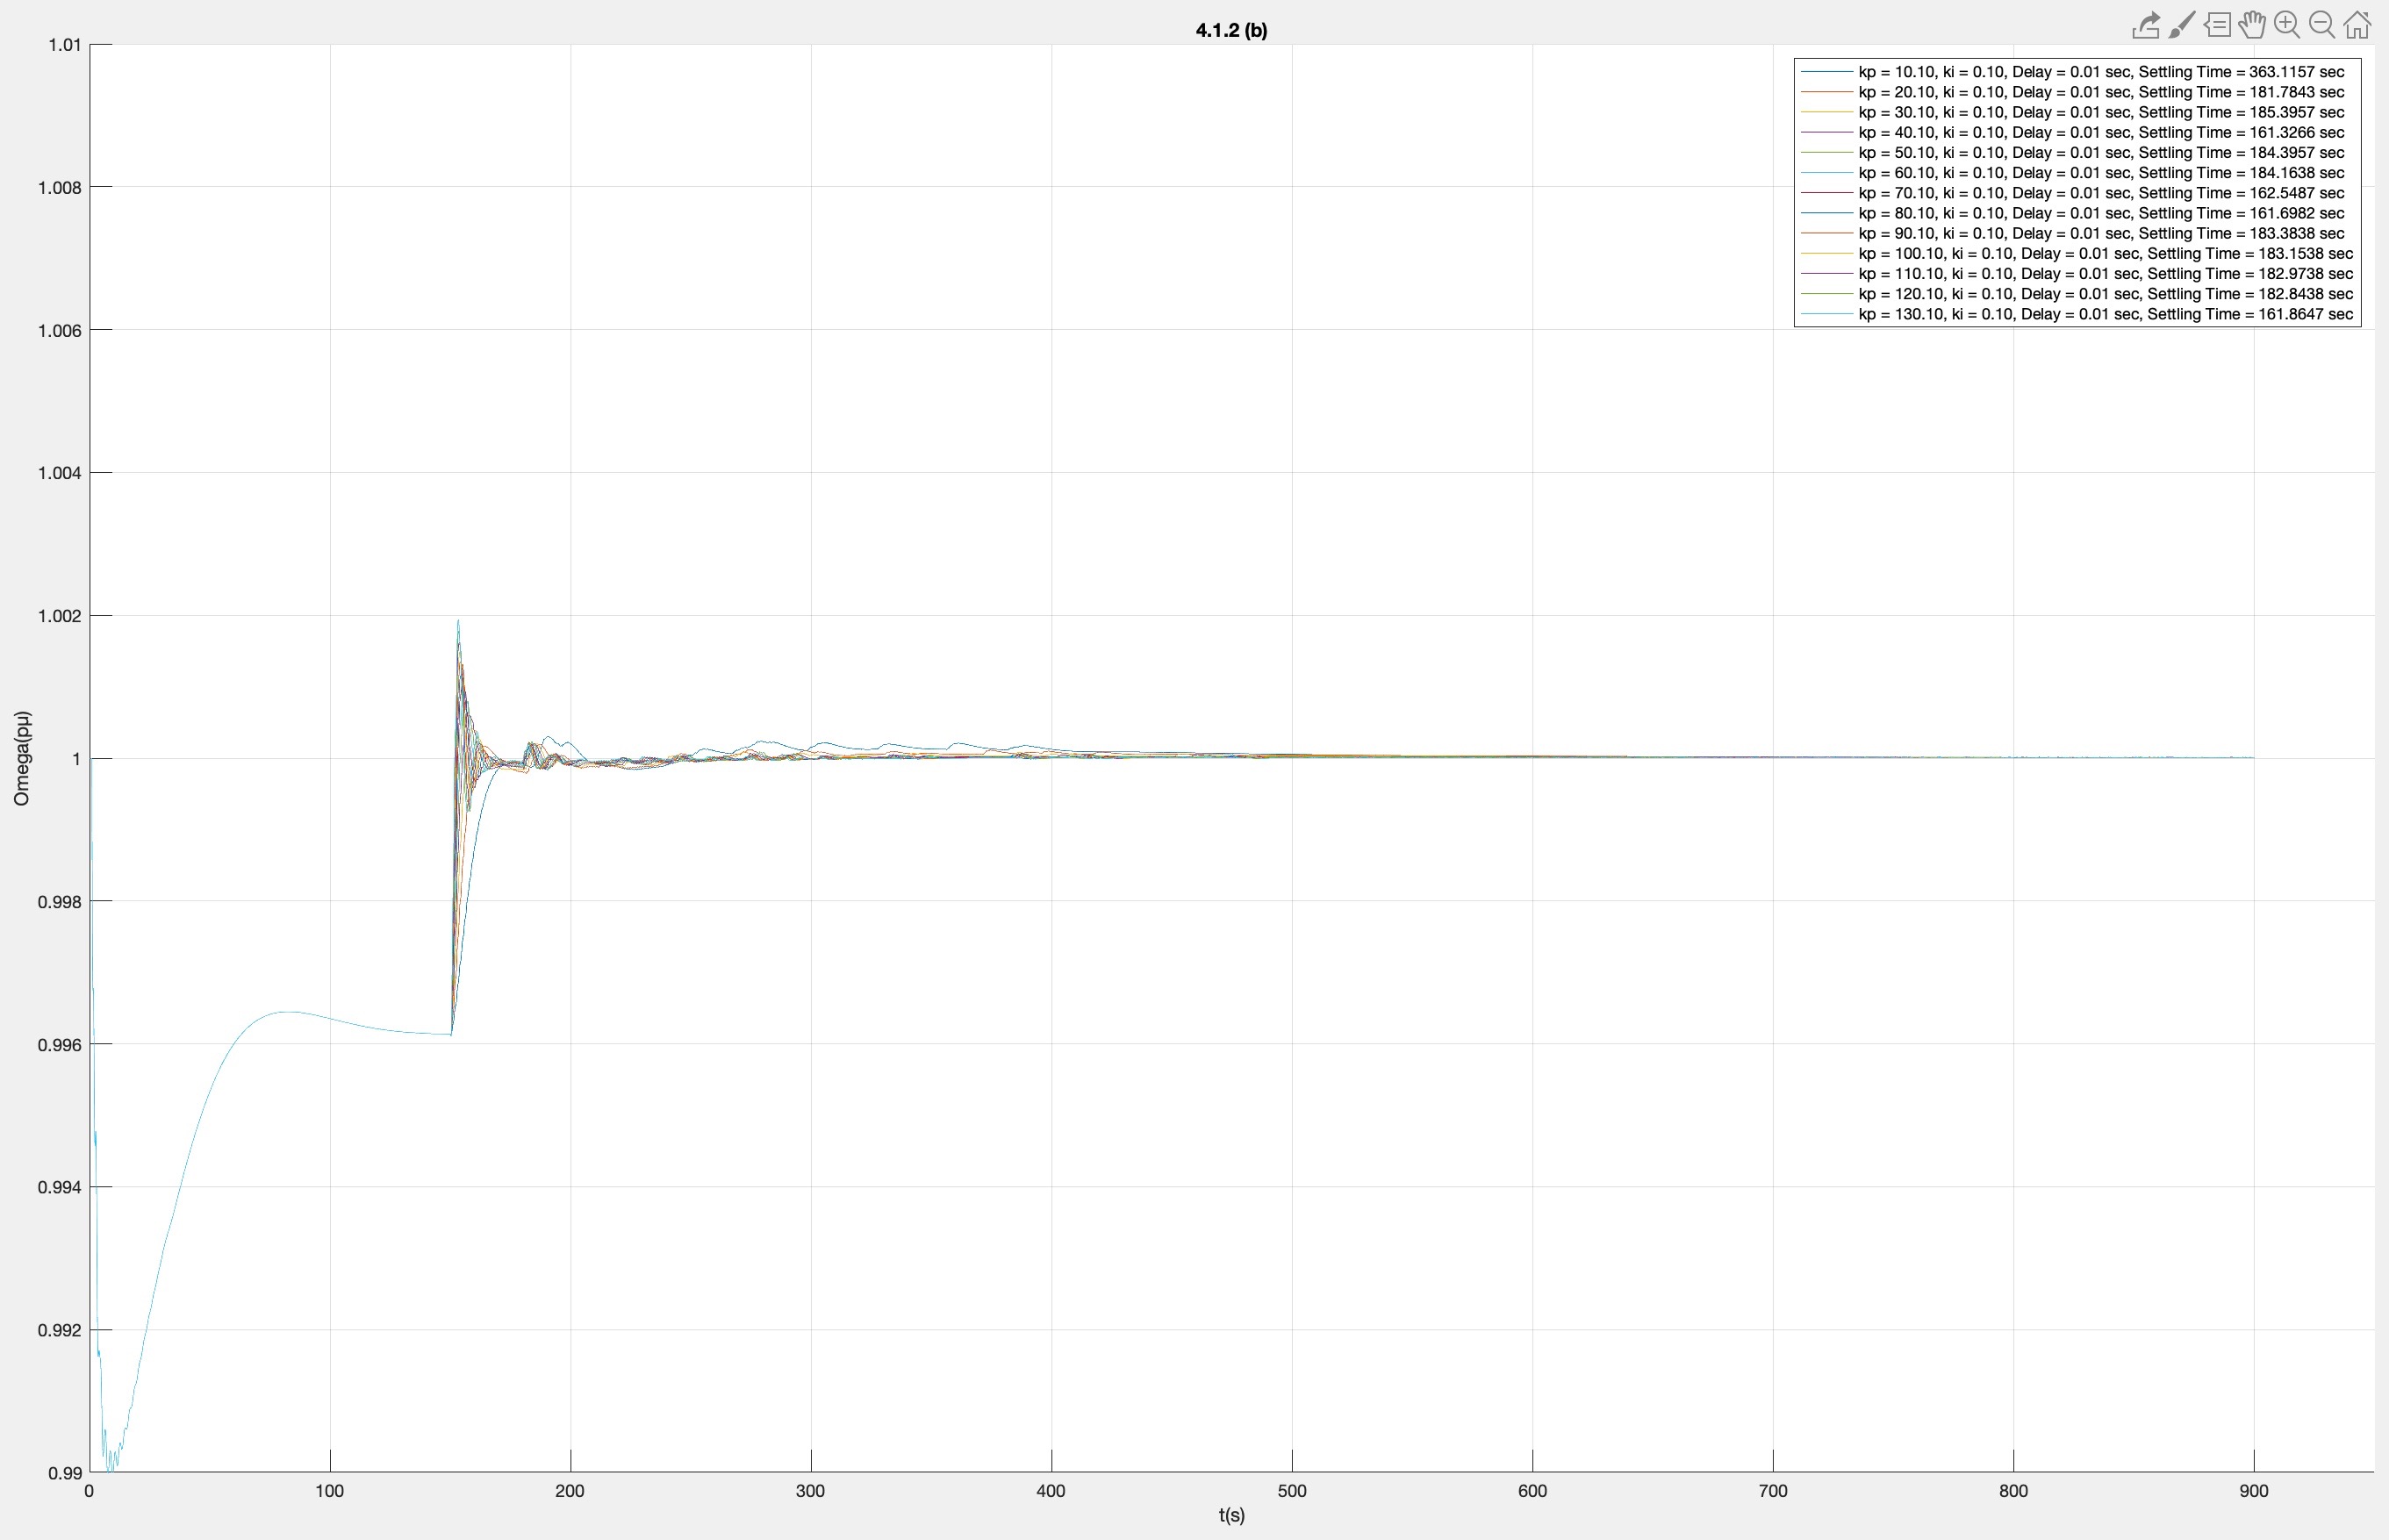 4.1.2 (b)
1.01
1.008
1.006
1.004
1.002
1
0.998
0.996
0.994
0.992
0.99
Omega(pμ)
kp = 10.10, ki = 0.10, Delay = 0.01 sec, Settling Time = 363.1157 sec
kp = 20.10, ki = 0.10, Delay = 0.01 sec, Settling Time = 181.7843 sec
kp = 30.10, ki = 0.10, Delay = 0.01 sec, Settling Time = 185.3957 sec
kp = 40.10, ki = 0.10, Delay = 0.01 sec, Settling Time = 161.3266 sec
kp = 50.10, ki = 0.10, Delay = 0.01 sec, Settling Time = 184.3957 sec
kp = 60.10, ki = 0.10, Delay = 0.01 sec, Settling Time = 184.1638 sec
kp = 70.10, ki = 0.10, Delay = 0.01 sec, Settling Time = 162.5487 sec
kp = 80.10, ki = 0.10, Delay = 0.01 sec, Settling Time = 161.6982 sec
kp = 90.10, ki = 0.10, Delay = 0.01 sec, Settling Time = 183.3838 sec
kp = 100.10, ki = 0.10, Delay = 0.01 sec, Settling Time = 183.1538 sec
kp = 110.10, ki = 0.10, Delay = 0.01 sec, Settling Time = 182.9738 sec
kp = 120.10, ki = 0.10, Delay = 0.01 sec, Settling Time = 182.8438 sec
kp = 130.10, ki = 0.10, Delay = 0.01 sec, Settling Time = 161.8647 sec
0 100 200 300 400 500 600 700 800 900
t(s)